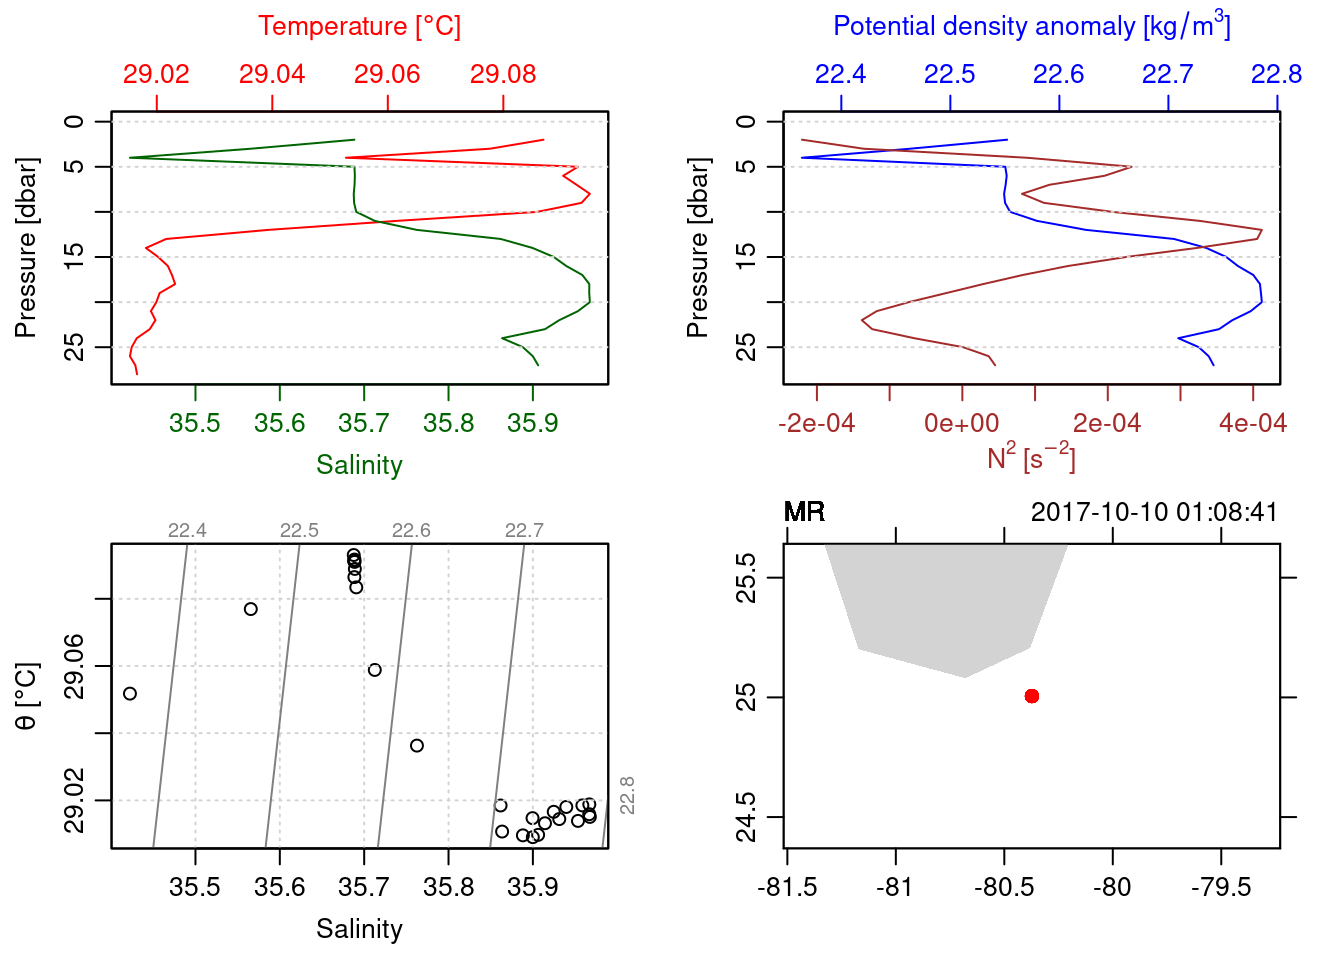 Temperature [°C]
29.02 29.04 29.06 29.08
0
5
15
25
Pressure [dbar]
35.5 35.6 35.7 35.8 35.9
Salinity
Potential density anomaly [kg/m³]
22.4 22.5 22.6 22.7 22.8
0
5
15
25
Pressure [dbar]
-2e-04 0e+00 2e-04 4e-04
N² [s⁻²]
22.4 22.5 22.6 22.7
22.8
29.06
29.02
θ [°C]
35.5 35.6 35.7 35.8 35.9
Salinity
MR 2017-10-10 01:08:41
25.5
25
24.5
-81.5 -81 -80.5 -80 -79.5